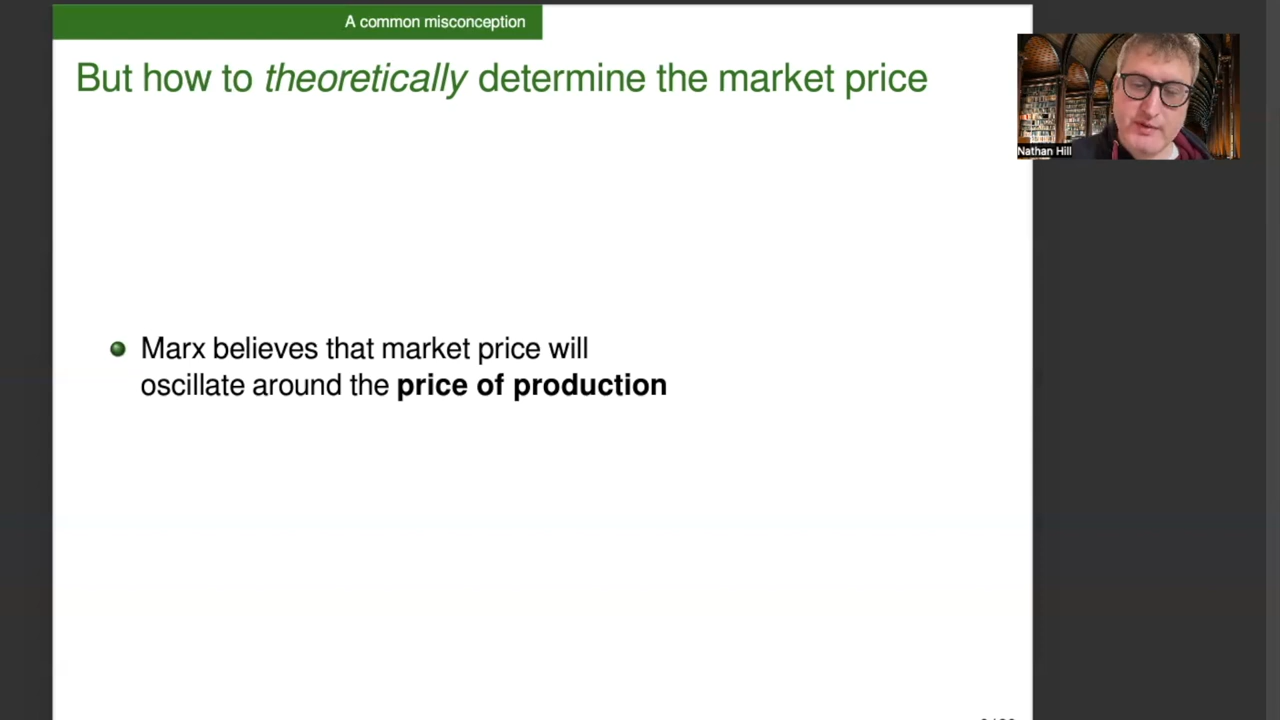 A common misconception
But how to theoretically determine the market price
Nathan Hill
Marx believes that market price will
oscillate around the price of production